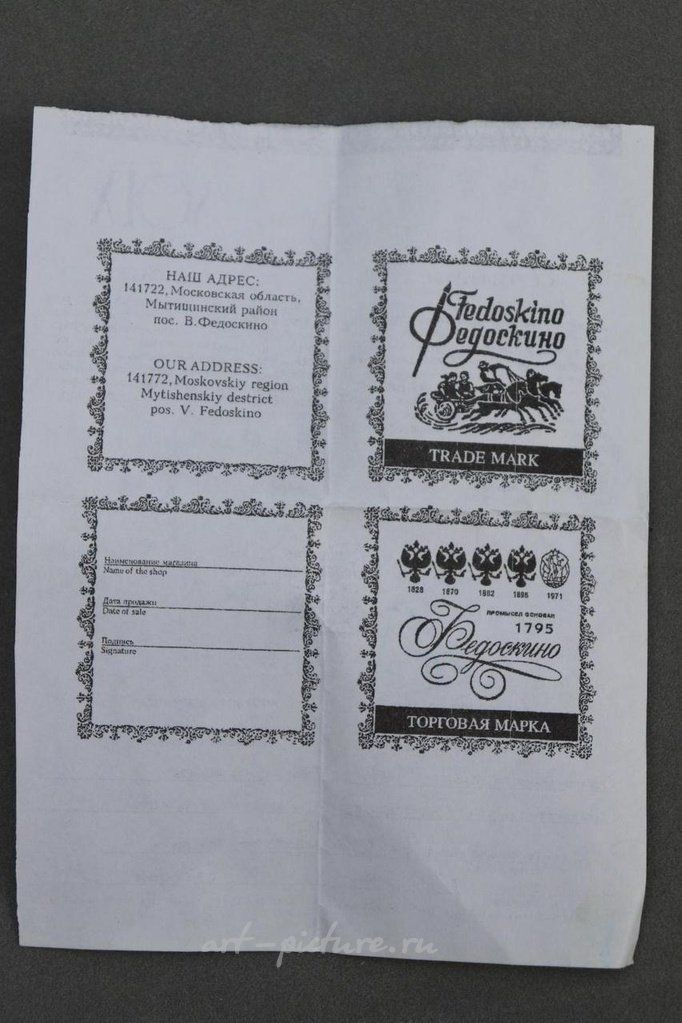 НАШ АДРЕС:
141722, Московская область,
Мытищинский район
пос. В.Федоскино
OUR ADDRESS:
141772, Moskovskiy region
Mytishenskiy destrict
pos. V. Fedoskino
Fedoskino
Федоскино
TRADE MARK
Наименование магазина
Name of the shop
Дата продажи
Date of sale
Подпись
Signature
1828 1870 1882 1896 1971
ПРОМЫСЕЛ ОСНОВАН
1795
Федоскино
ТОРГОВАЯ МАРКА
art-picture.ru